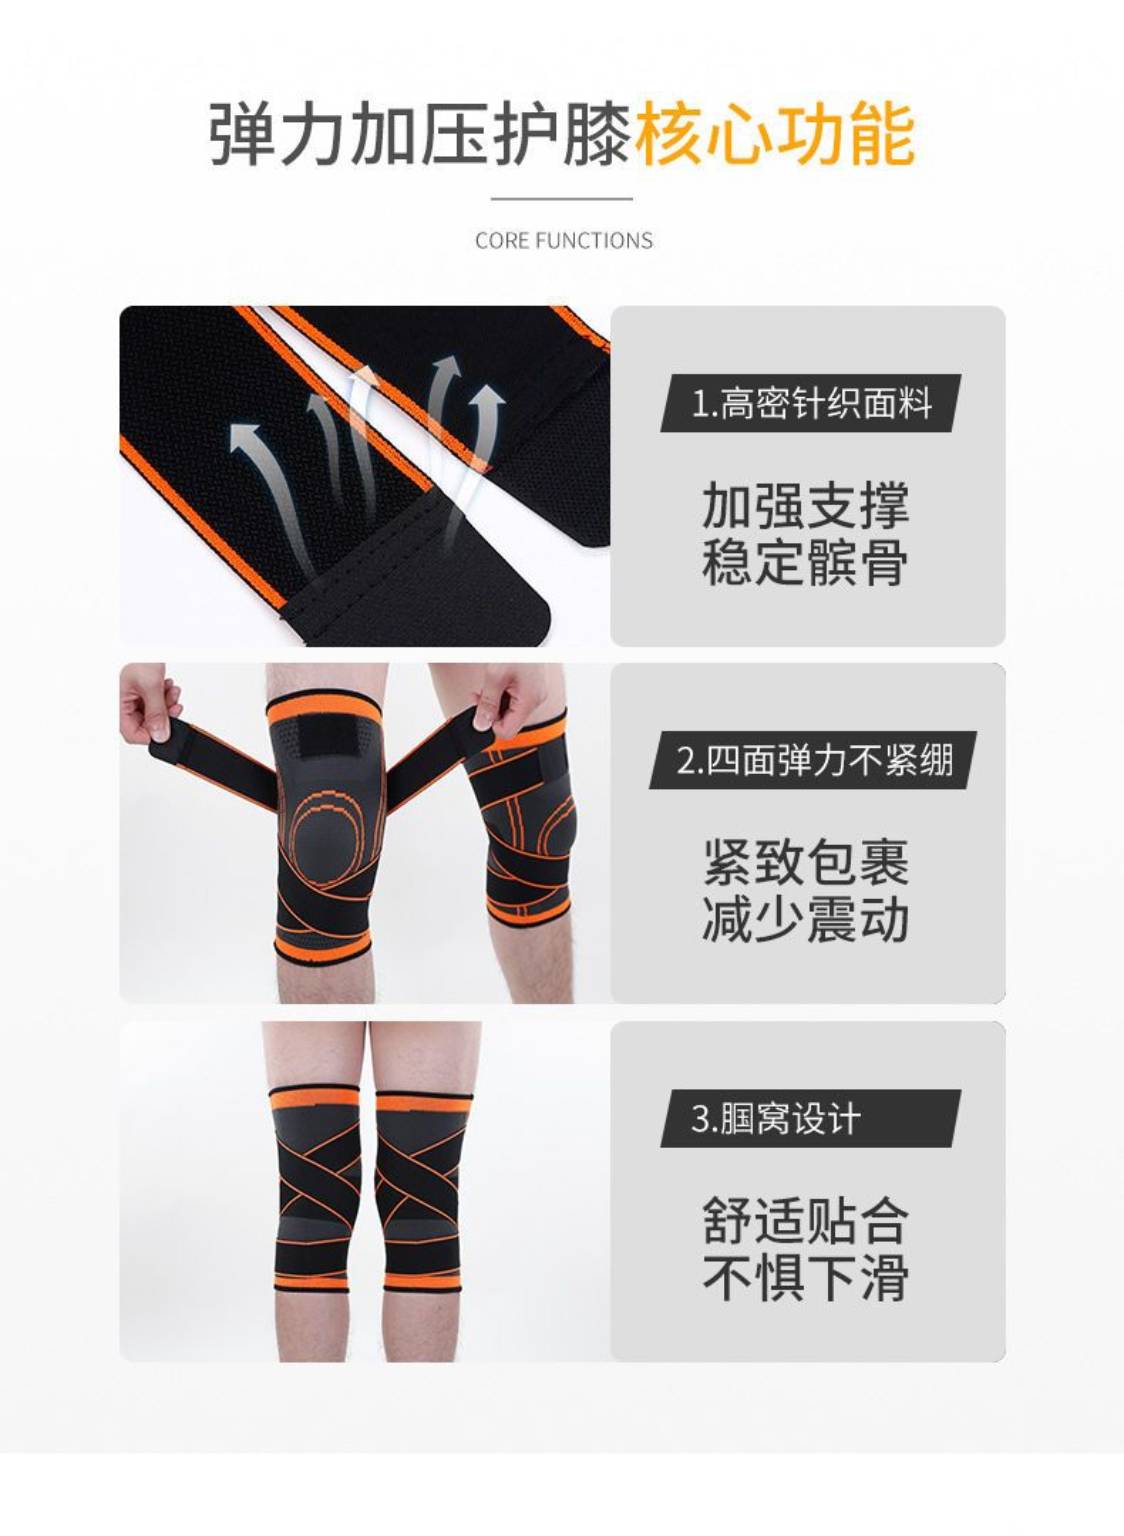 弹力加压护膝核心功能
CORE FUNCTIONS
1.高密针织面料
加强支撑
稳定髌骨
2.四面弹力不紧绷
紧致包裹
减少震动
3.腘窝设计
舒适贴合
不惧下滑